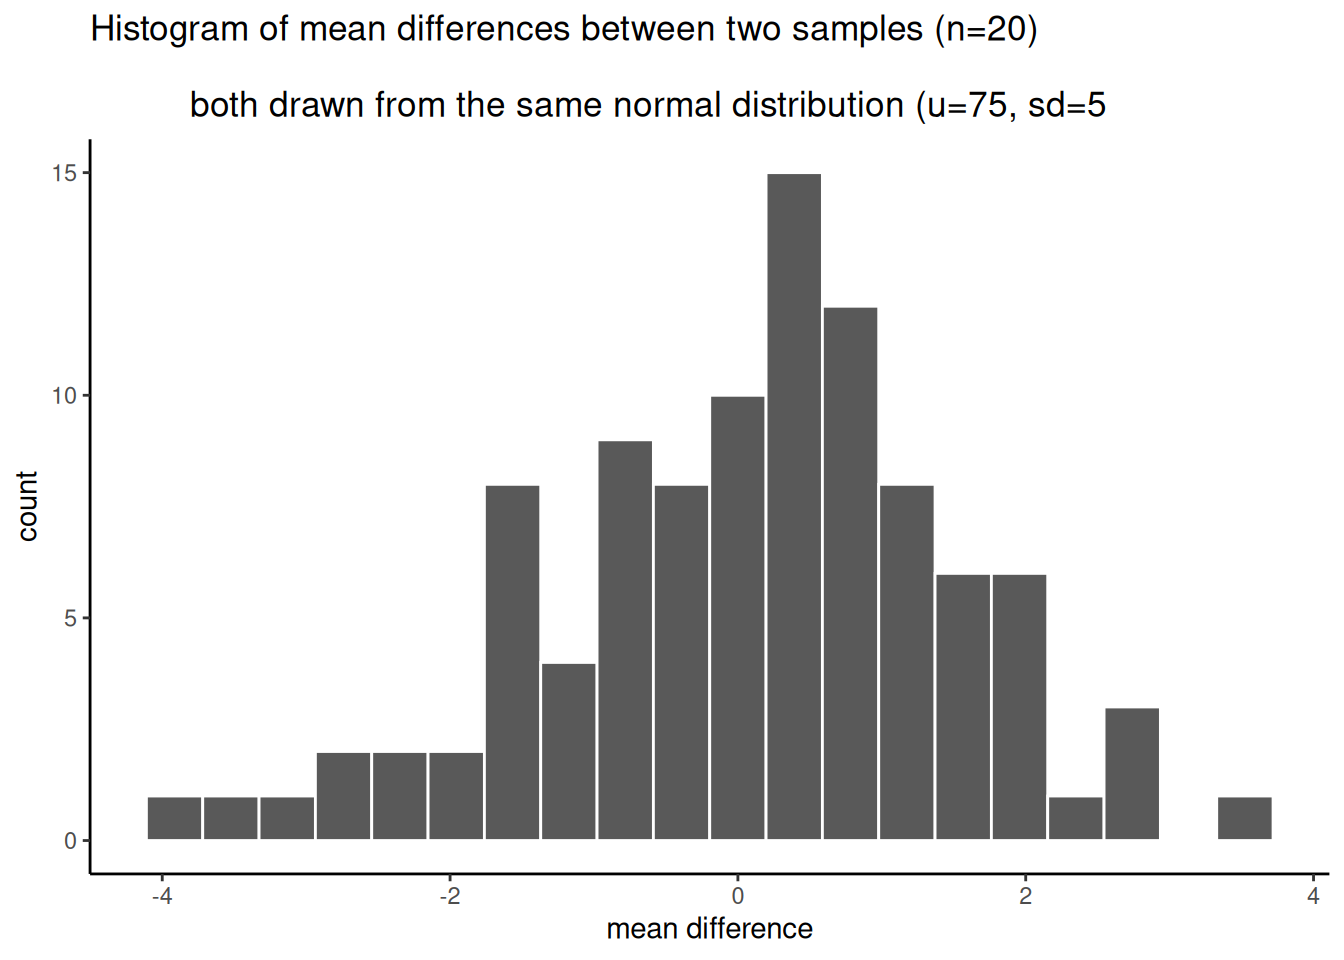 Histogram of mean differences between two samples (n=20)
both drawn from the same normal distribution (u=75, sd=5
15
10
5
0
count
-4
-2
0
2
4
mean difference